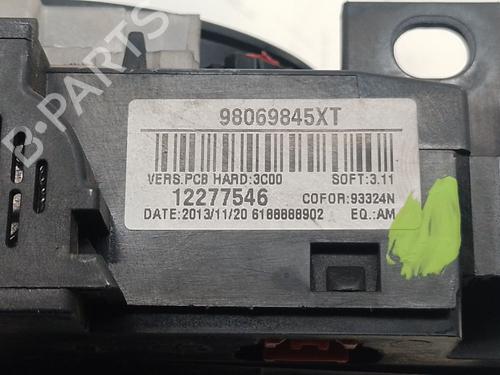 98069845XT
VERS.PCB HARD:3C00 SOFT:3.11
12277546 COFOR:93324N
DATE:2013/11/20 6188888902 EQ.:AM
B-PARTS